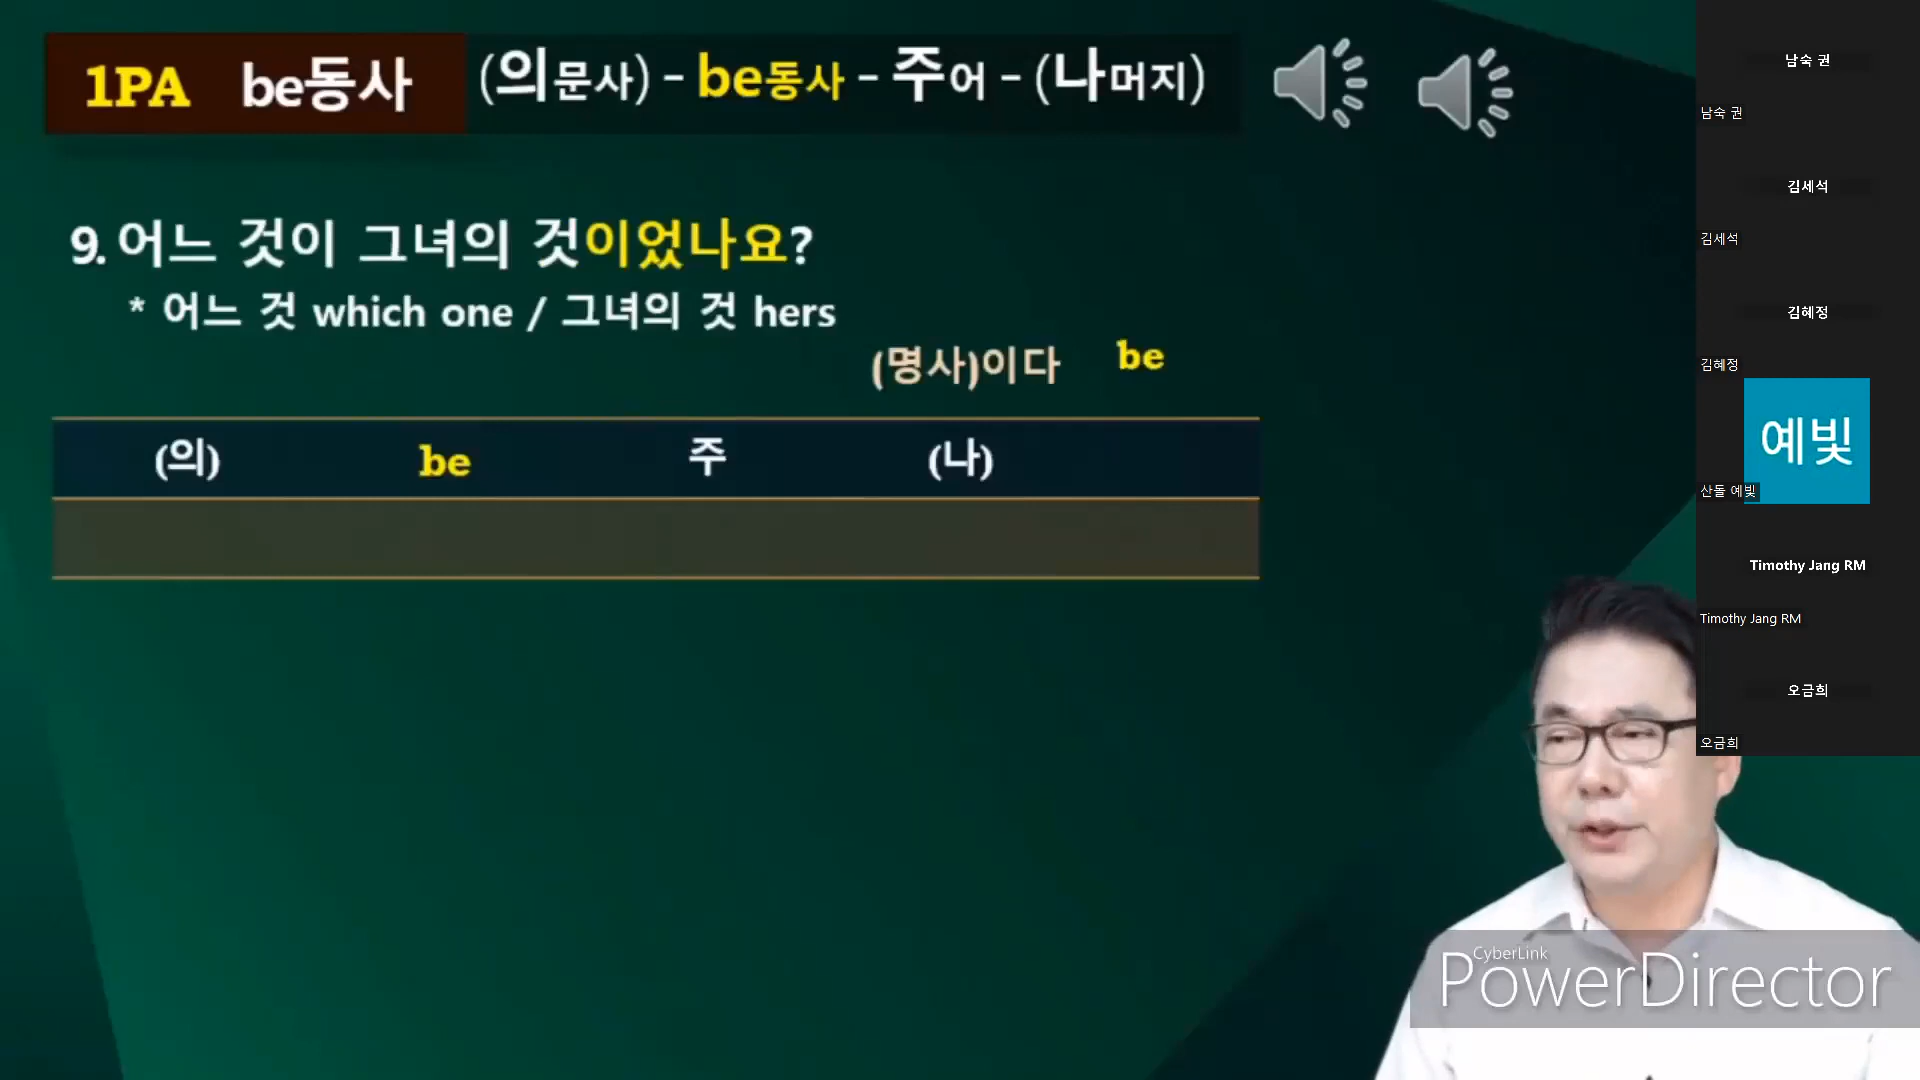 1PA be동사 (의문사) - be동사 - 주어 - (나머지)
9. 어느 것이 그녀의 것이었나요?
* 어느 것 which one / 그녀의 것 hers
(명사)이다 be
(의) be 주 (나)
남숙 권
남숙 권
김세석
김세석
김혜정
김혜정
예빛
산돌 예빛
Timothy Jang RM
Timothy Jang RM
오금희
오금희
CyberLink
PowerDirector